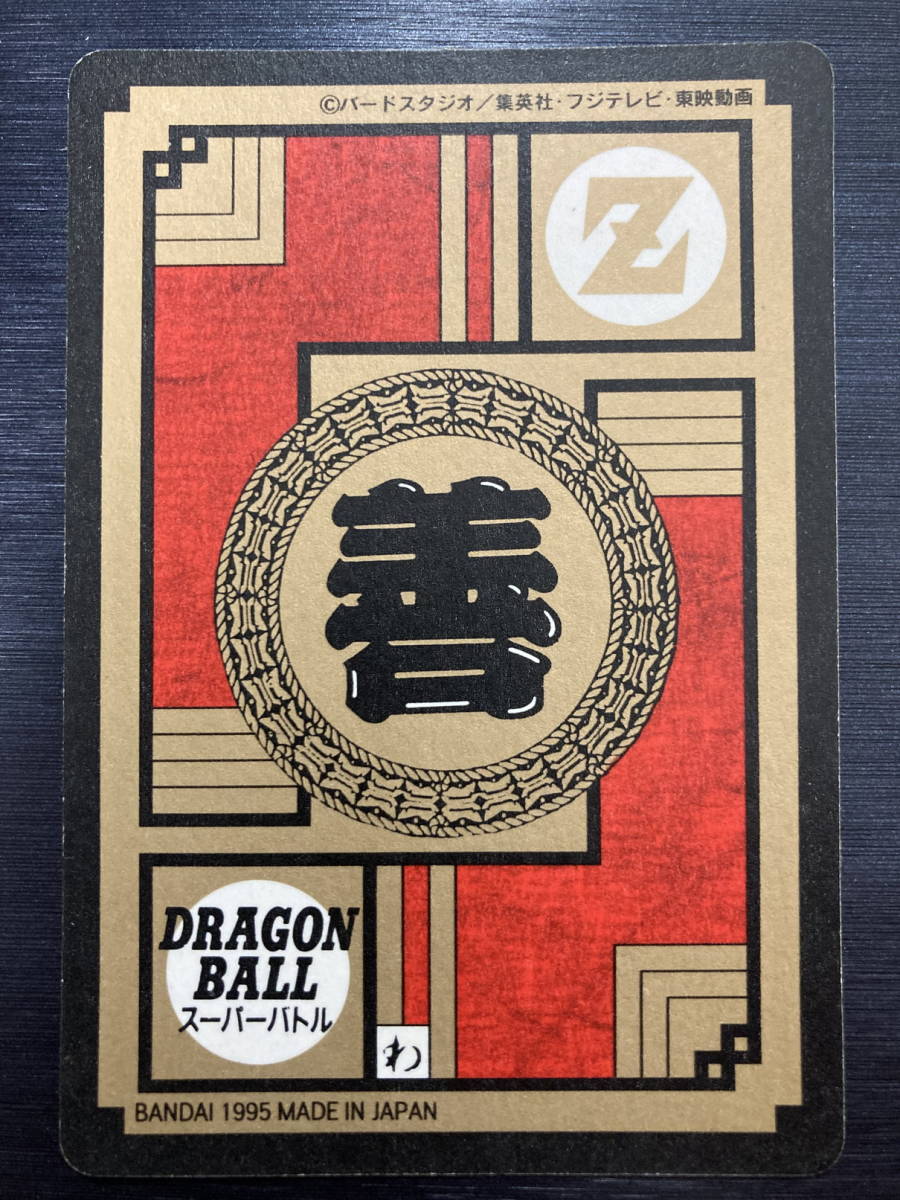 ©バードスタジオ／集英社・フジテレビ・東映動画
Z
善
DRAGON
BALL
スーパーバトル
わ
BANDAI 1995 MADE IN JAPAN